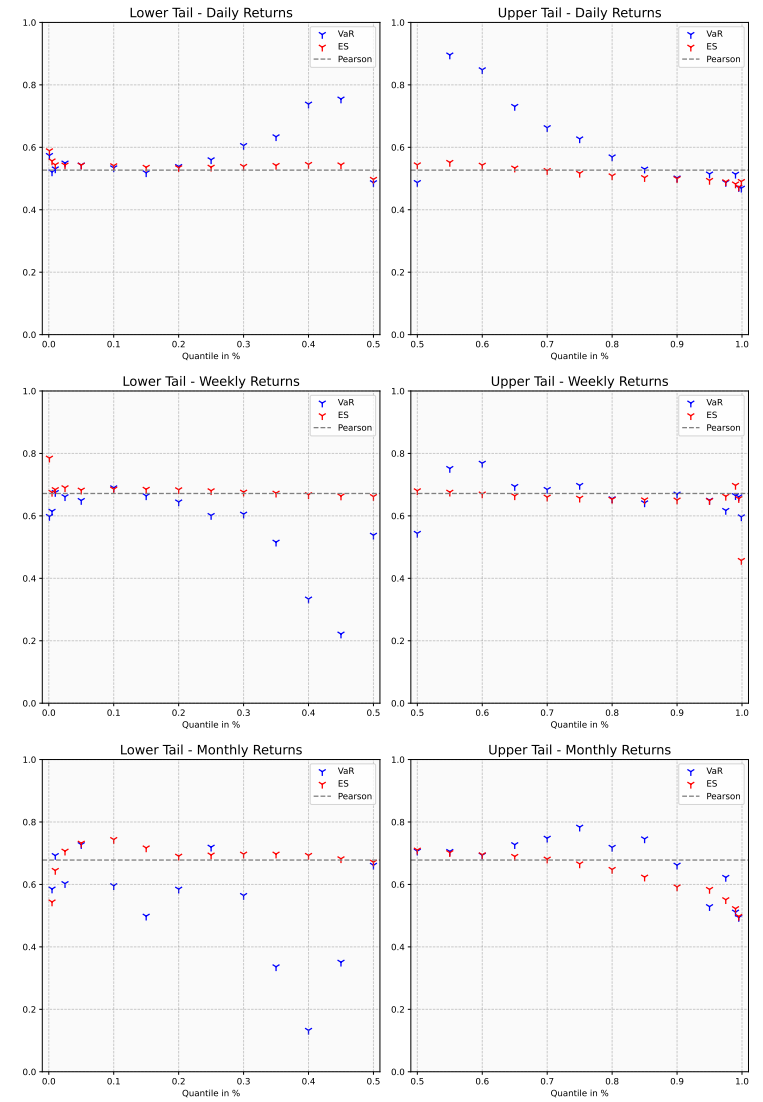 Lower Tail - Daily Returns
VaR
ES
Pearson
1.0
0.8
0.6
0.4
0.2
0.0
0.0 0.1 0.2 0.3 0.4 0.5
Quantile in %
Upper Tail - Daily Returns
VaR
ES
Pearson
1.0
0.8
0.6
0.4
0.2
0.0
0.5 0.6 0.7 0.8 0.9 1.0
Quantile in %
Lower Tail - Weekly Returns
VaR
ES
Pearson
1.0
0.8
0.6
0.4
0.2
0.0
0.0 0.1 0.2 0.3 0.4 0.5
Quantile in %
Upper Tail - Weekly Returns
VaR
ES
Pearson
1.0
0.8
0.6
0.4
0.2
0.0
0.5 0.6 0.7 0.8 0.9 1.0
Quantile in %
Lower Tail - Monthly Returns
VaR
ES
Pearson
1.0
0.8
0.6
0.4
0.2
0.0
0.0 0.1 0.2 0.3 0.4 0.5
Quantile in %
Upper Tail - Monthly Returns
VaR
ES
Pearson
1.0
0.8
0.6
0.4
0.2
0.0
0.5 0.6 0.7 0.8 0.9 1.0
Quantile in %